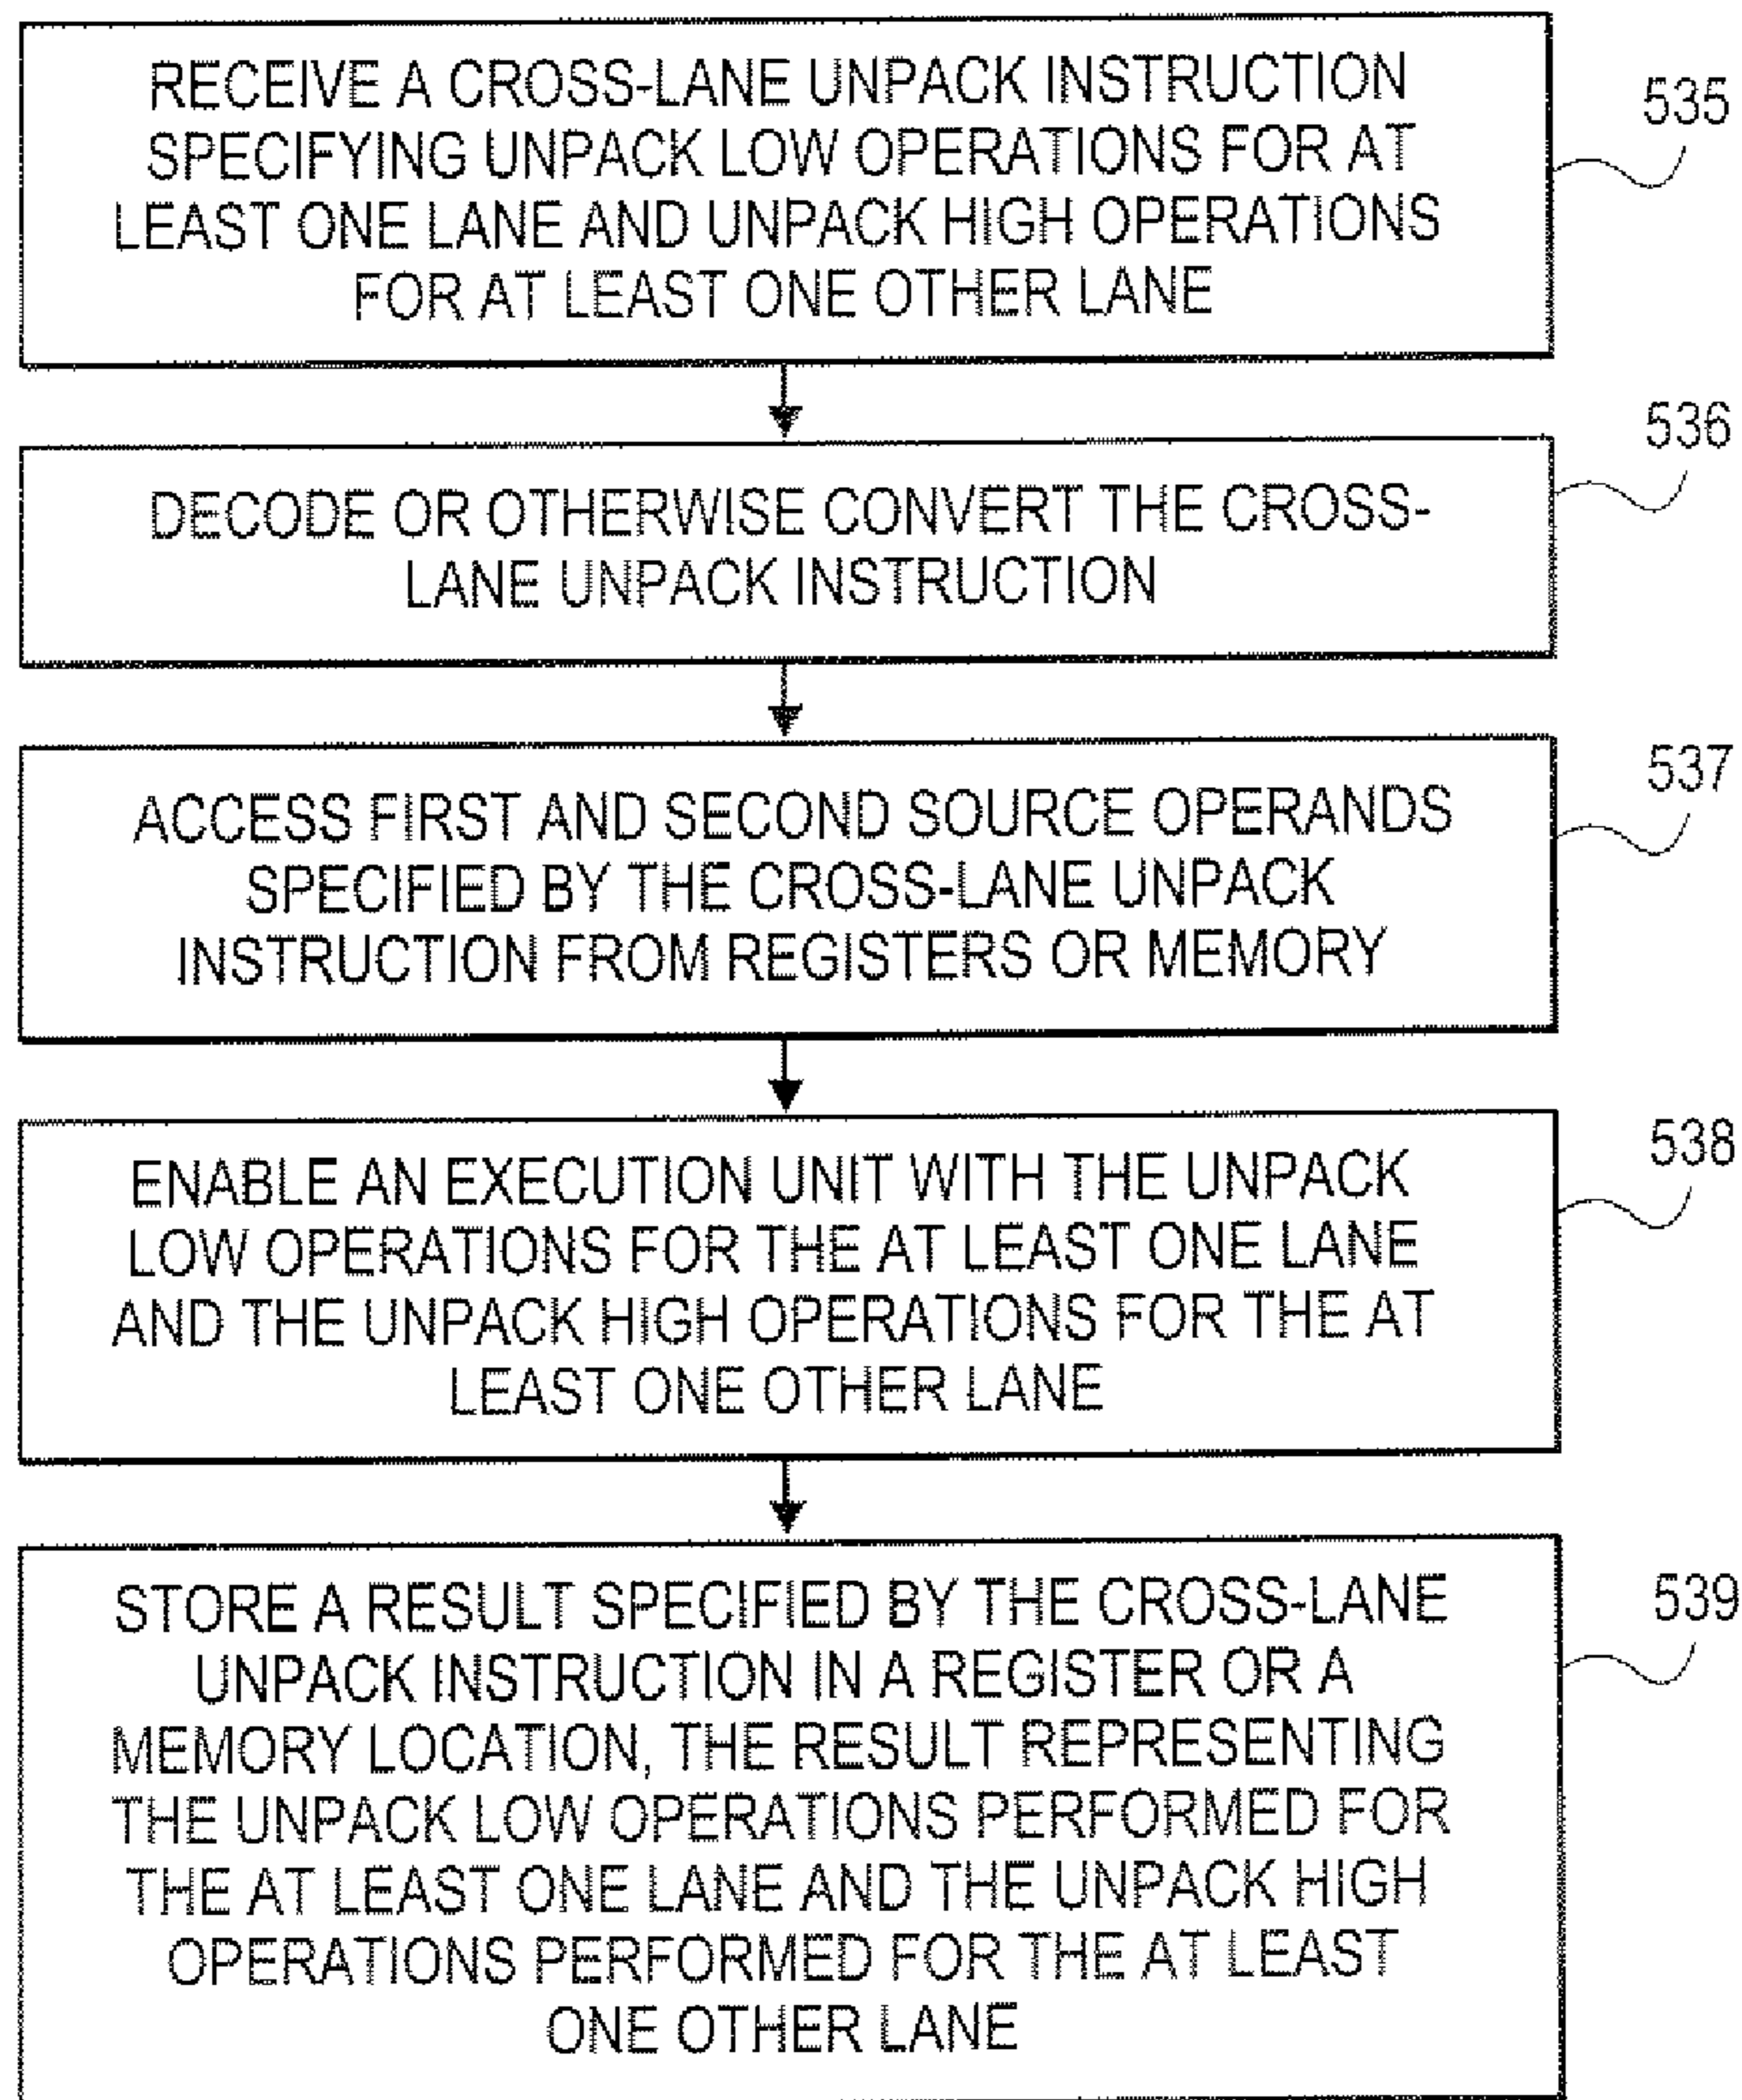 RECEIVE A CROSS-LANE UNPACK INSTRUCTION
SPECIFYING UNPACK LOW OPERATIONS FOR AT
LEAST ONE LANE AND UNPACK HIGH OPERATIONS
FOR AT LEAST ONE OTHER LANE
535
DECODE OR OTHERWISE CONVERT THE CROSS-
LANE UNPACK INSTRUCTION
536
ACCESS FIRST AND SECOND SOURCE OPERANDS
SPECIFIED BY THE CROSS-LANE UNPACK
INSTRUCTION FROM REGISTERS OR MEMORY
537
ENABLE AN EXECUTION UNIT WITH THE UNPACK
LOW OPERATIONS FOR THE AT LEAST ONE LANE
AND THE UNPACK HIGH OPERATIONS FOR THE AT
LEAST ONE OTHER LANE
538
STORE A RESULT SPECIFIED BY THE CROSS-LANE
UNPACK INSTRUCTION IN A REGISTER OR A
MEMORY LOCATION, THE RESULT REPRESENTING
THE UNPACK LOW OPERATIONS PERFORMED FOR
THE AT LEAST ONE LANE AND THE UNPACK HIGH
OPERATIONS PERFORMED FOR THE AT LEAST
ONE OTHER LANE
539